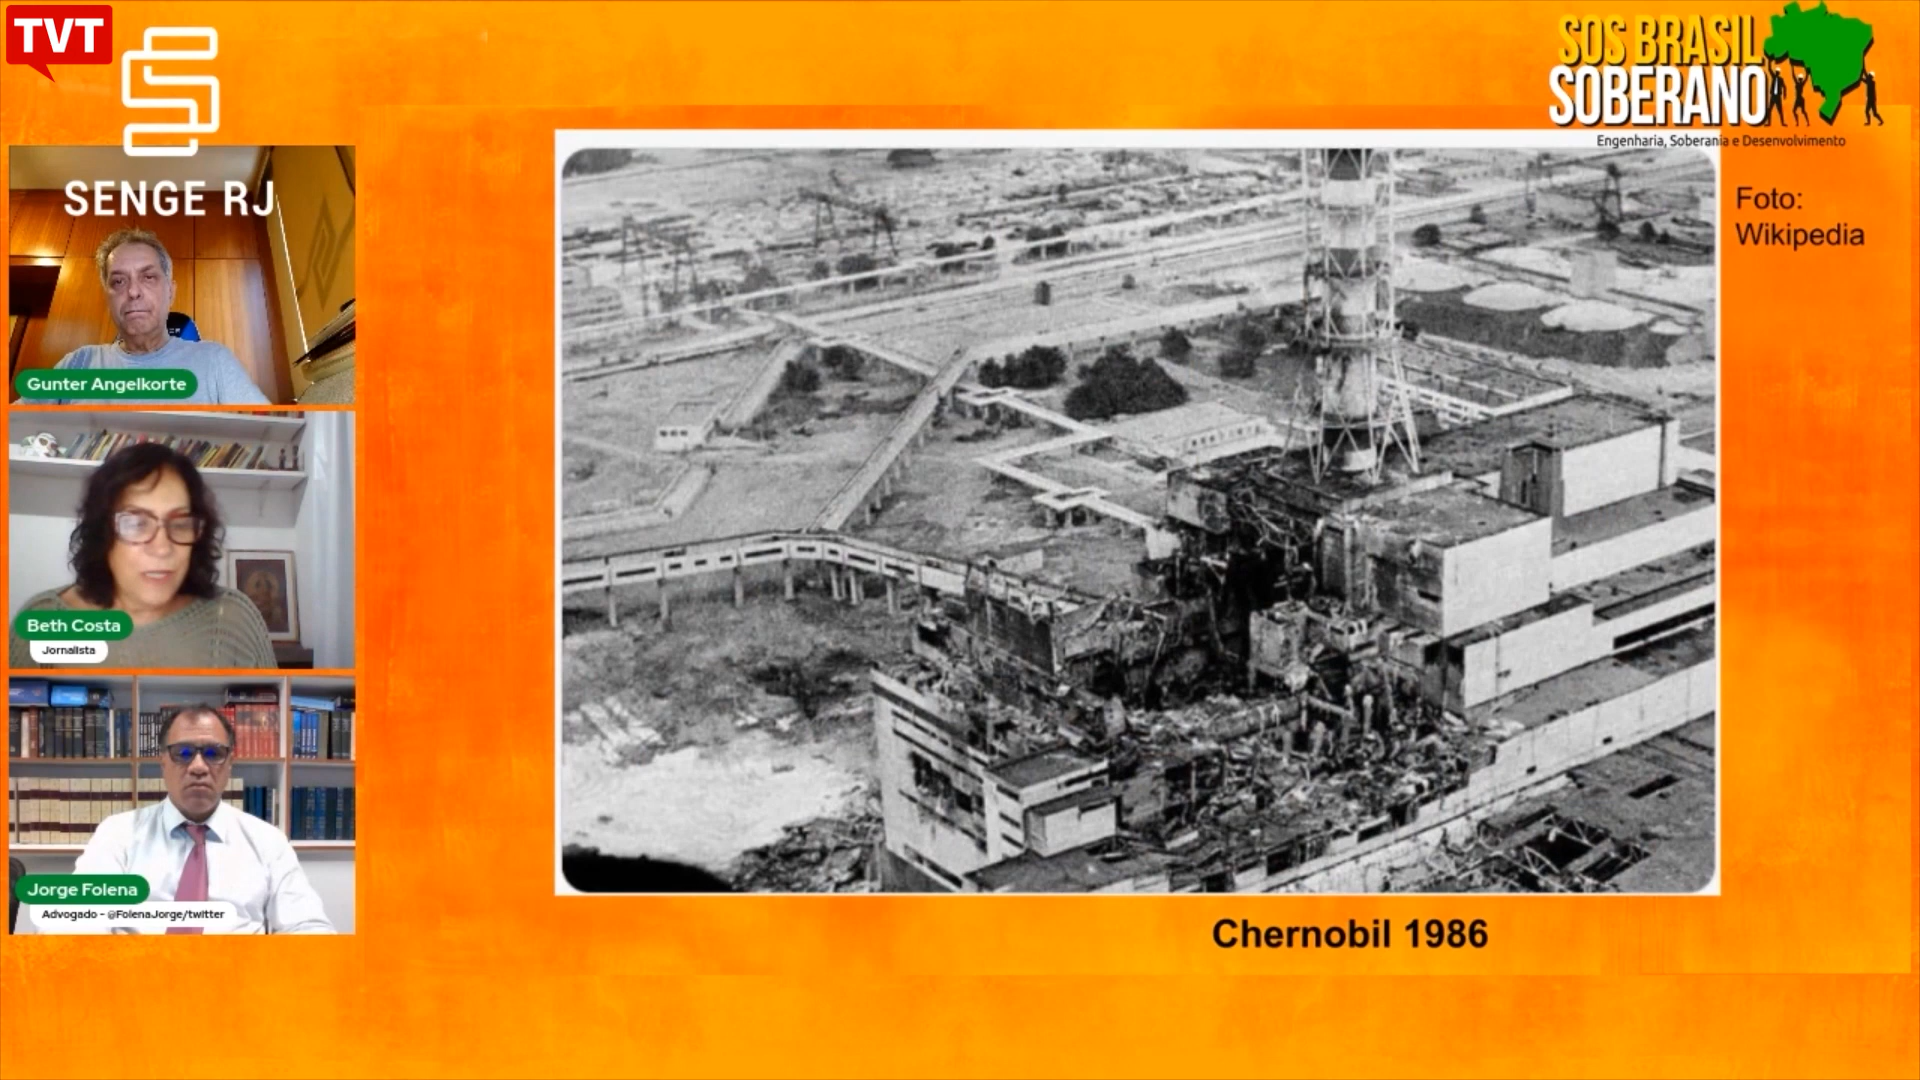 TVT
SENGE RJ
SOS BRASIL
SOBERANO
Engenharia, Soberania e Desenvolvimento
Foto:
Wikipedia
Gunter Angelkorte
Beth Costa
Jornalista
Jorge Folena
Advogado - @FolenaJorge/twitter
Chernobil 1986